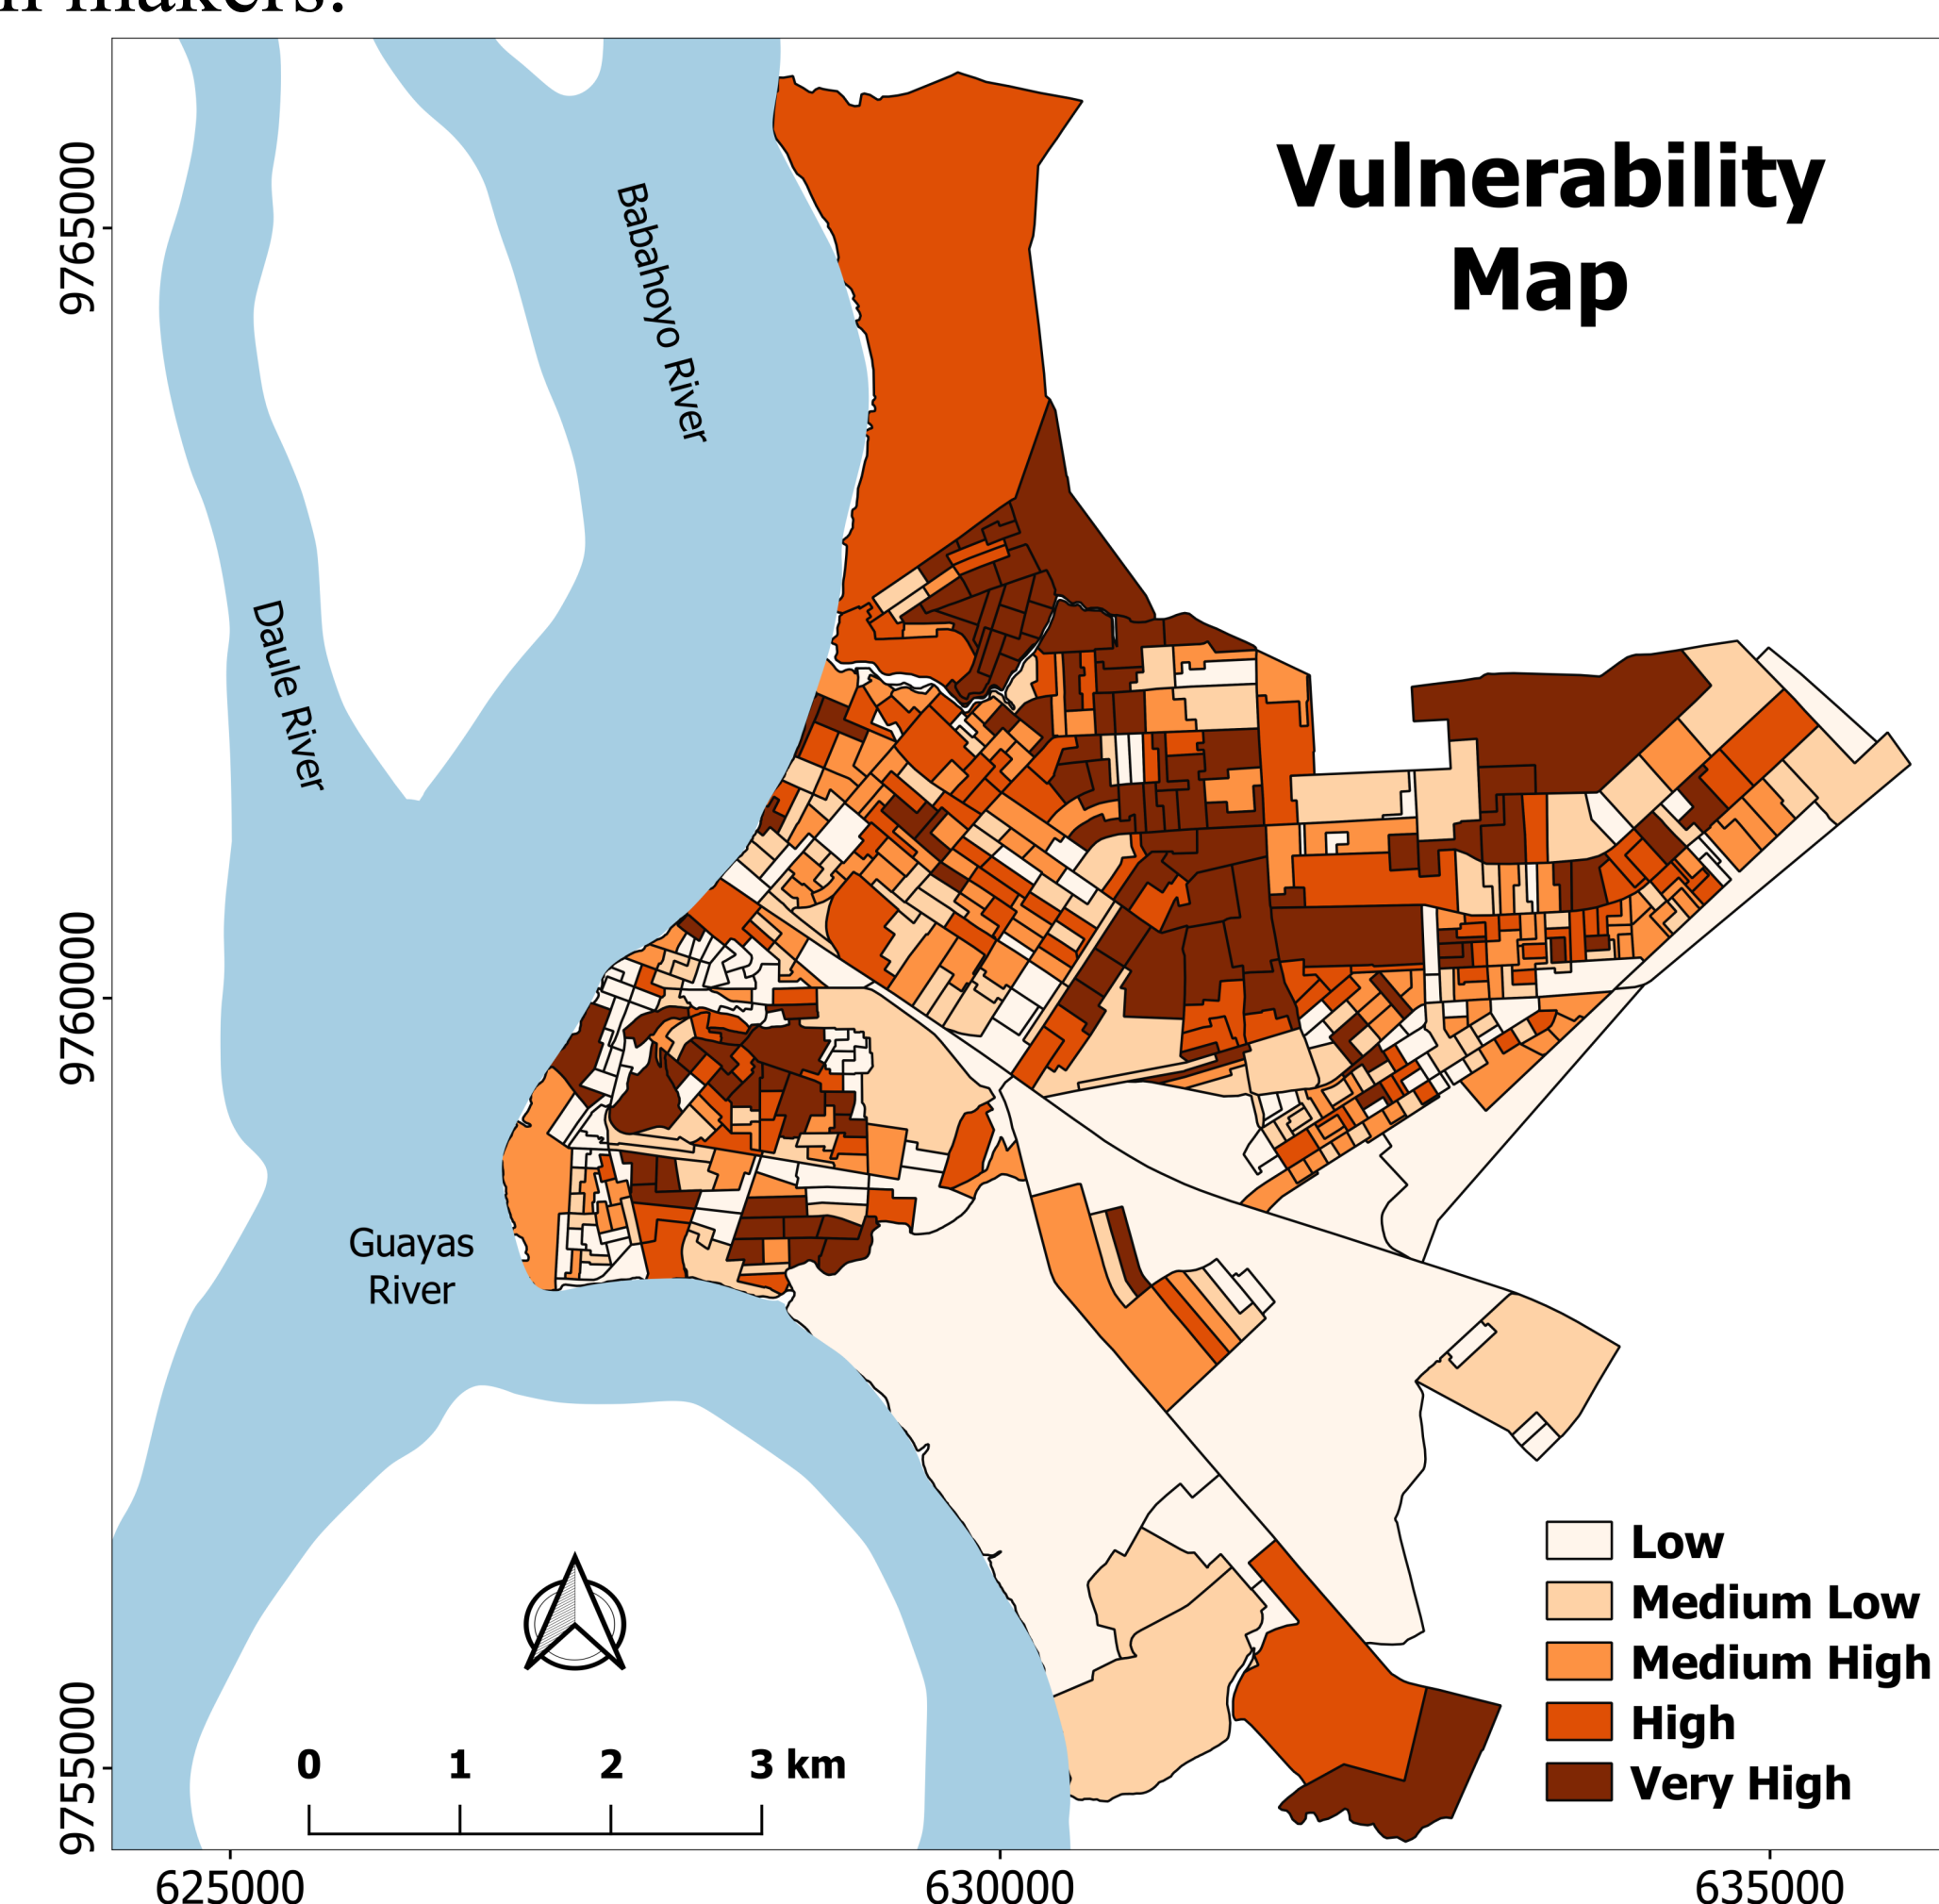 makers.
Vulnerability
Map
Babahoyo River
Daule River
Guayas
River
9765000
9760000
9755000
625000
630000
635000
0 1 2 3 km
Low
Medium Low
Medium High
High
Very High